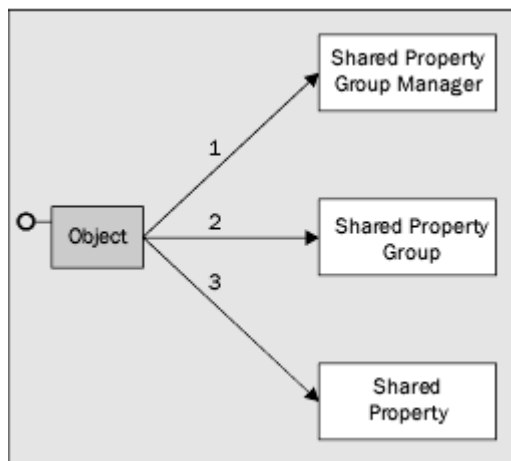 Shared Property
Group Manager
1
Object
2
Shared Property
Group
3
Shared
Property